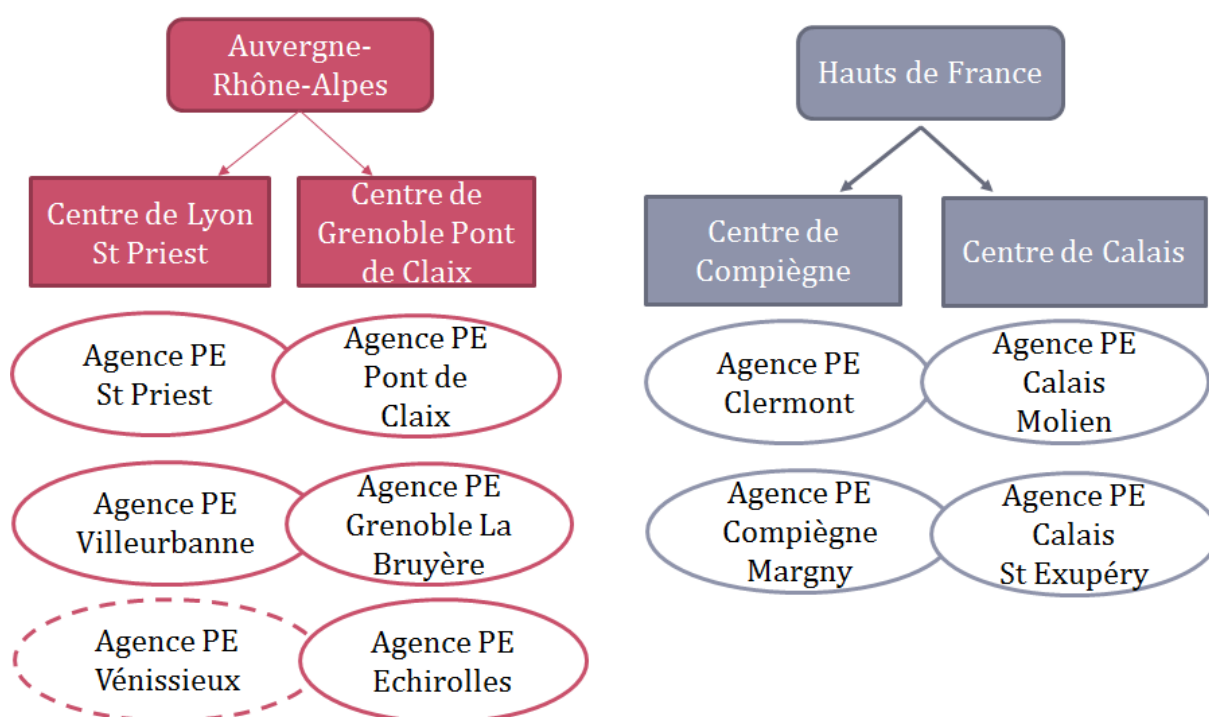 Auvergne-
Rhône-Alpes
Hauts de France
Centre de Lyon
St Priest
Centre de
Grenoble Pont
de Claix
Centre de
Compiègne
Centre de Calais
Agence PE
St Priest
Agence PE
Pont de
Claix
Agence PE
Clermont
Agence PE
Calais
Molien
Agence PE
Villeurbanne
Agence PE
Grenoble La
Bruyère
Agence PE
Compiègne
Margny
Agence PE
Calais
St Exupéry
Agence PE
Vénissieux
Agence PE
Echirolles